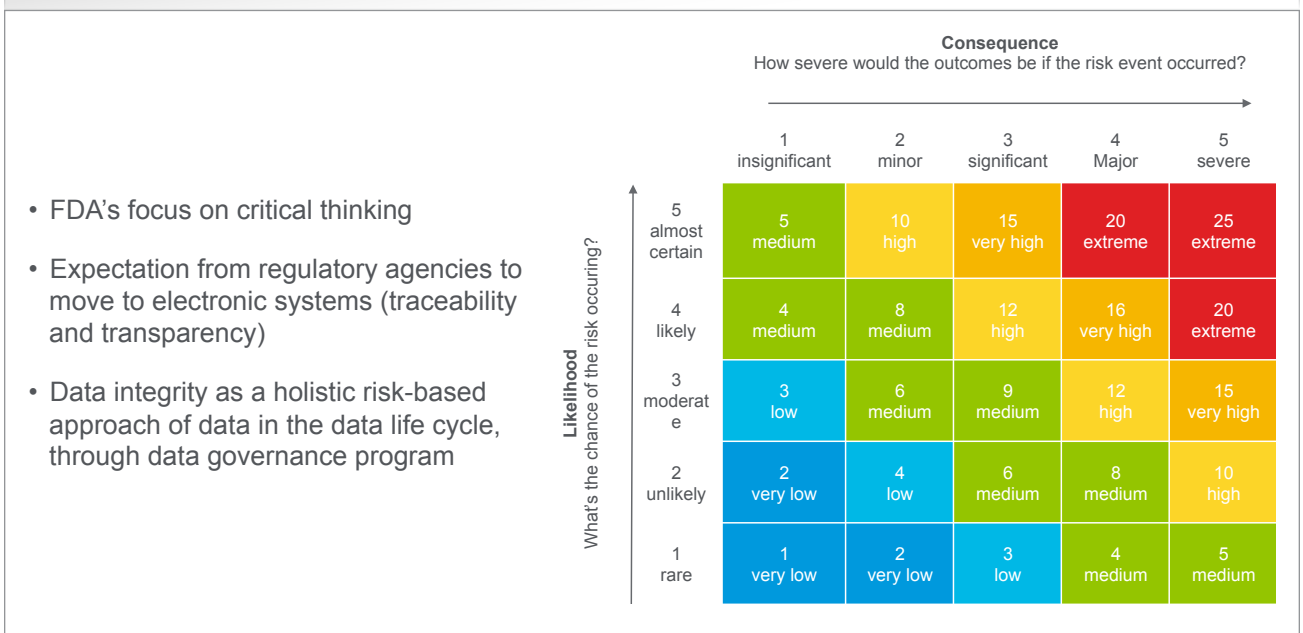 • FDA’s focus on critical thinking
• Expectation from regulatory agencies to
move to electronic systems (traceability
and transparency)
• Data integrity as a holistic risk-based
approach of data in the data life cycle,
through data governance program
Consequence
How severe would the outcomes be if the risk event occurred?
1 2 3 4 5
insignificant minor significant Major severe
Likelihood
What's the chance of the risk occuring?
5
almost
certain
5 10 15 20 25
medium high very high extreme extreme
4
likely
4 8 12 16 20
medium medium high very high extreme
3
moderat
e
3 6 9 12 15
low medium medium high very high
2
unlikely
2 4 6 8 10
very low low medium medium high
1
rare
1 2 3 4 5
very low very low low medium medium